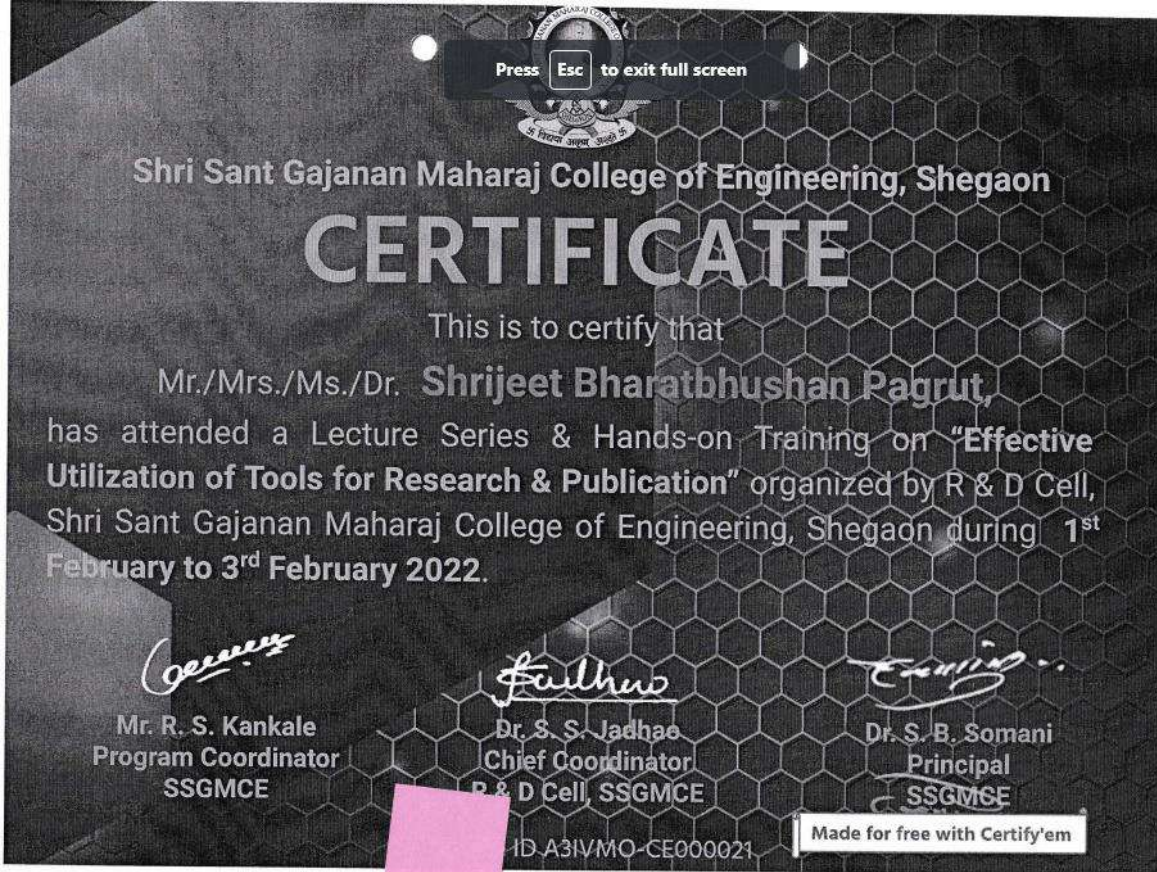 Press Esc to exit full screen
विद्यया अमृतम् अश्नुते
Shri Sant Gajanan Maharaj College of Engineering, Shegaon
CERTIFICATE
This is to certify that
Mr./Mrs./Ms./Dr. Shrijeet Bharatbhushan Pagrut,
has attended a Lecture Series & Hands-on Training on “Effective
Utilization of Tools for Research & Publication” organized by R & D Cell,
Shri Sant Gajanan Maharaj College of Engineering, Shegaon during 1st
February to 3rd February 2022.
Mr. R. S. Kankale
Program Coordinator
SSGMCE
Dr. S. S. Jadhao
Chief Coordinator
R & D Cell, SSGMCE
Dr. S. B. Somani
Principal
SSGMCE
ID A3IVMO-CE000021
Made for free with Certify'em